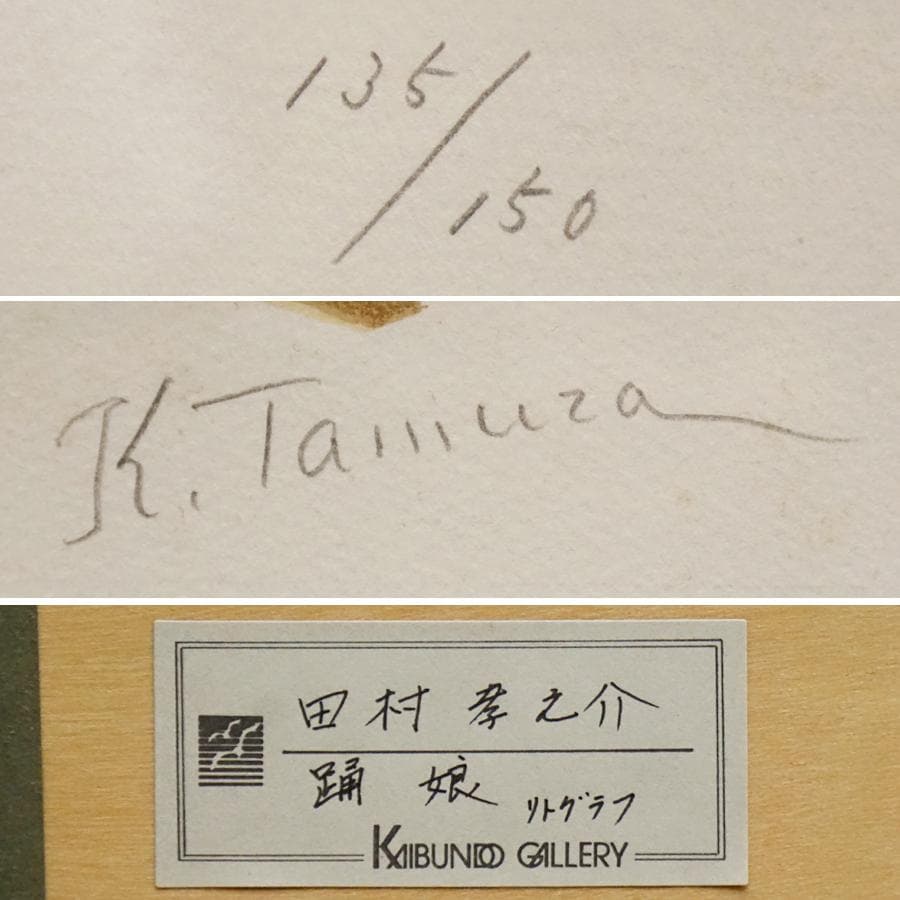 135/150
K. Tamura
田村 孝之介
踊 娘 リトグラフ
KAIBUNDO GALLERY